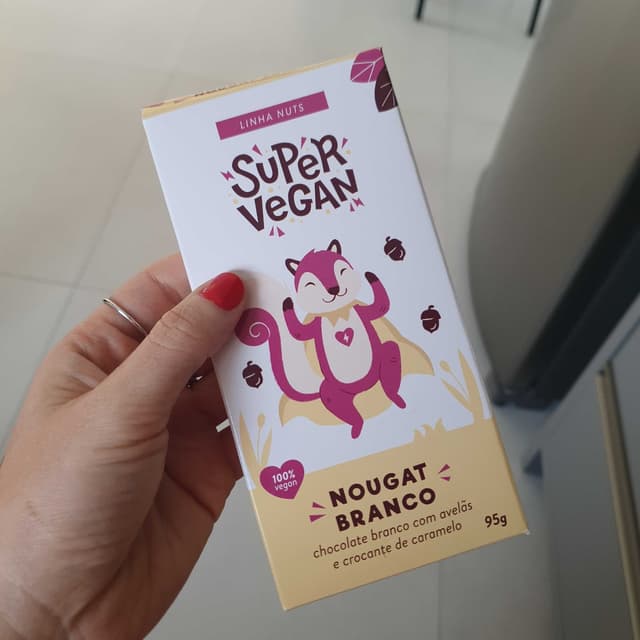 LINHA NUTS
SUPER
VEGAN
100%
vegan
NOUGAT
BRANCO
chocolate branco com avelãs
e crocante de caramelo
95g